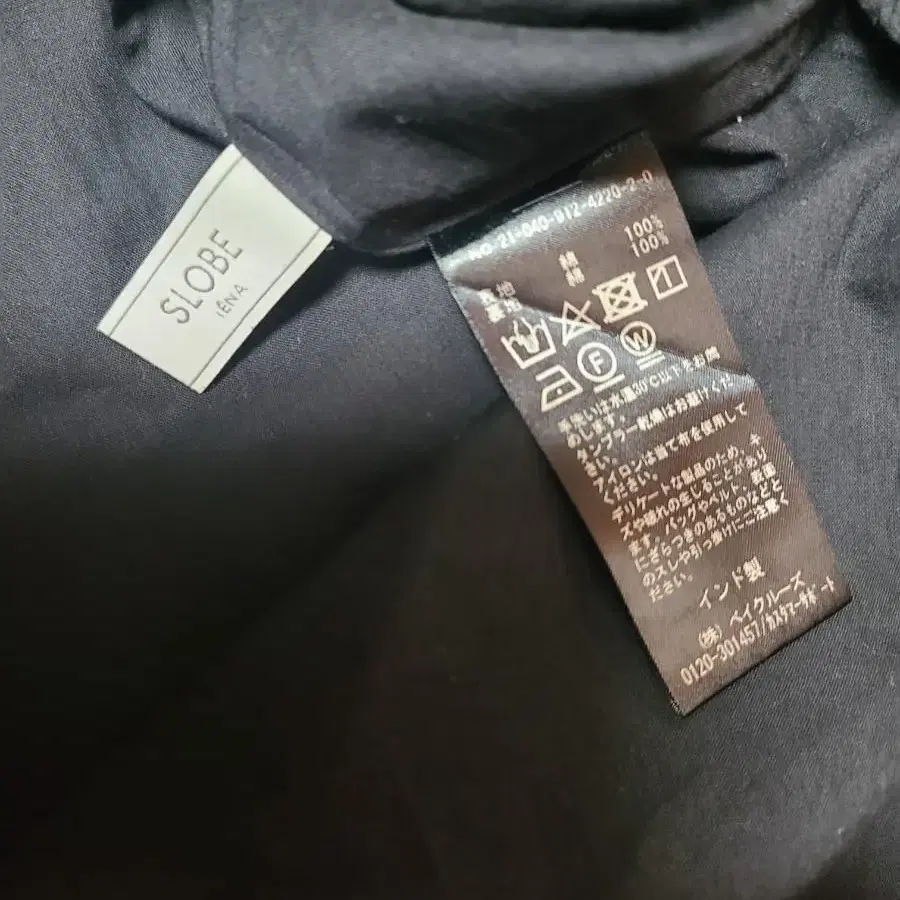 SLOBE
IÉNA
NO 21-040-912-4220-2-0
表地 綿 100%
裏地 綿 100%
F
W
手洗いは水温30℃以下をお薦
めします。
タンブラー乾燥はお避けくだ
さい。
アイロンは当て布を使用して
ください。
デリケートな製品のため、キ
ズや破れの生じることがあり
ます。バッグやベルト、表面
にざらつきのあるものなどと
のスレや引っ掛けにご注意く
ださい。
インド製
(株) ベイクルーズ
0120-301457/カスタマーサポート